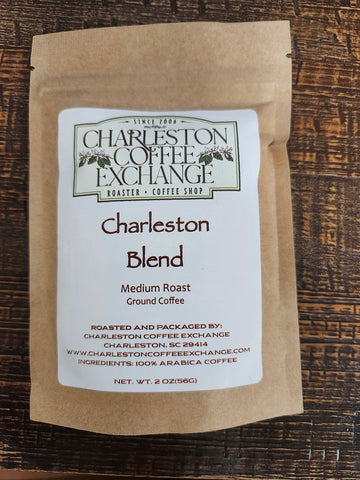 SINCE 2006
CHARLESTON
COFFEE
EXCHANGE
ROASTER • COFFEE SHOP
Charleston
Blend
Medium Roast
Ground Coffee
ROASTED AND PACKAGED BY:
CHARLESTON COFFEE EXCHANGE
CHARLESTON, SC 29414
WWW.CHARLESTONCOFFEEEXCHANGE.COM
INGREDIENTS: 100% ARABICA COFFEE
NET. WT. 2 OZ(56G)